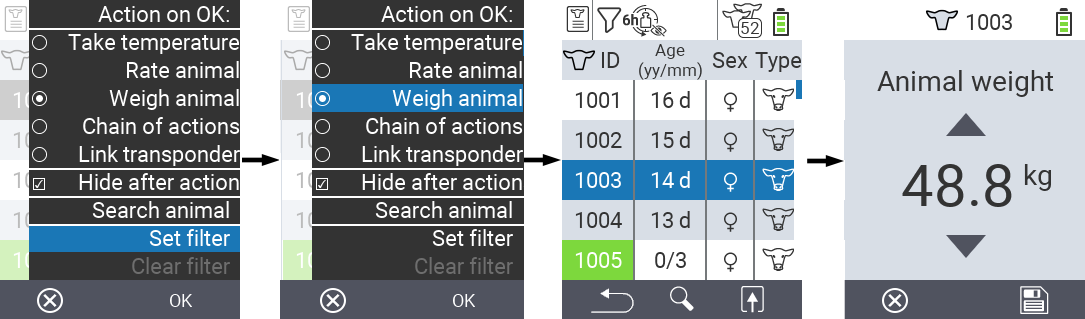 Action on OK:
Take temperature
Rate animal
Weigh animal
Chain of actions
Link transponder
Hide after action
Search animal
Set filter
Clear filter
OK
Action on OK:
Take temperature
Rate animal
Weigh animal
Chain of actions
Link transponder
Hide after action
Search animal
Set filter
Clear filter
OK
6h
52
ID Age (yy/mm) Sex Type
1001 16 d
1002 15 d
1003 14 d
1004 13 d
1005 0/3
1003
Animal weight
48.8 kg